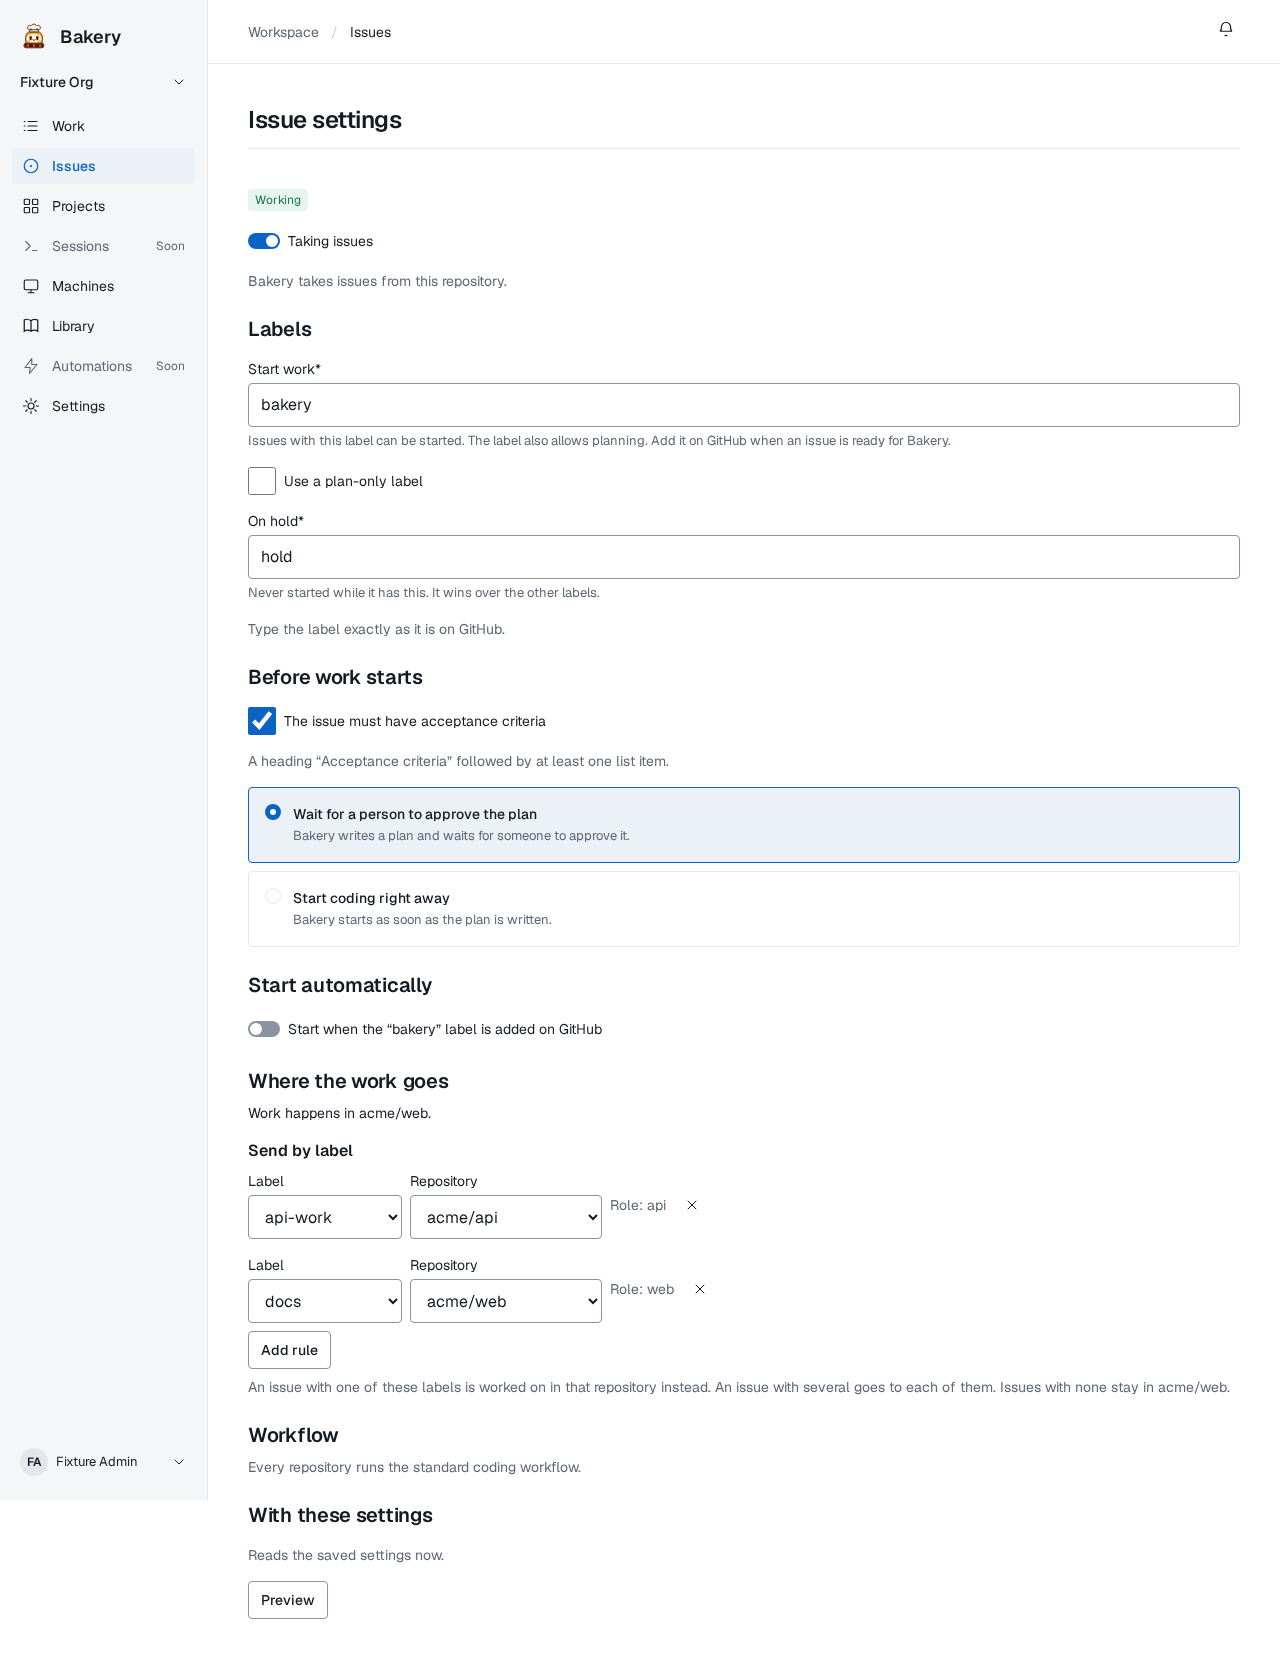 Bakery
Workspace / Issues
Fixture Org
Work
Issues
Projects
Sessions Soon
Machines
Library
Automations Soon
Settings
FA Fixture Admin
Issue settings
Working
Taking issues
Bakery takes issues from this repository.
Labels
Start work*
bakery
Issues with this label can be started. The label also allows planning. Add it on GitHub when an issue is ready for Bakery.
Use a plan-only label
On hold*
hold
Never started while it has this. It wins over the other labels.
Type the label exactly as it is on GitHub.
Before work starts
The issue must have acceptance criteria
A heading “Acceptance criteria” followed by at least one list item.
Wait for a person to approve the plan
Bakery writes a plan and waits for someone to approve it.
Start coding right away
Bakery starts as soon as the plan is written.
Start automatically
Start when the “bakery” label is added on GitHub
Where the work goes
Work happens in acme/web.
Send by label
Label Repository
api-work acme/api Role: api
Label Repository
docs acme/web Role: web
Add rule
An issue with one of these labels is worked on in that repository instead. An issue with several goes to each of them. Issues with none stay in acme/web.
Workflow
Every repository runs the standard coding workflow.
With these settings
Reads the saved settings now.
Preview